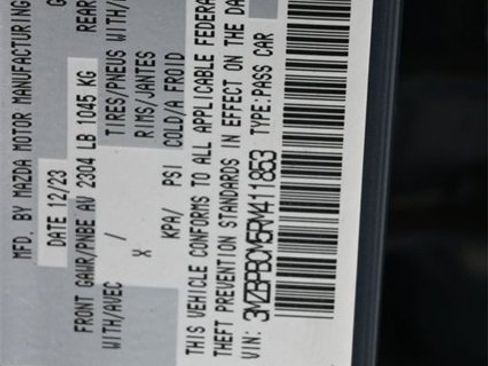 MFD. BY MAZDA MOTOR MANUFACTURING
DATE 12/23 G
FRONT GAWR/PNBE AV 2304 LB 1045 KG REAR
WITH/AVEC / TIRES/PNEUS WITH/
X RIMS/JANTES
KPA/ PSI COLD/A FROID
THIS VEHICLE CONFORMS TO ALL APPLICABLE FEDERA
THEFT PREVENTION STANDARDS IN EFFECT ON THE DA
VIN: 3MZBPBCM5RM411853 TYPE:PASS CAR